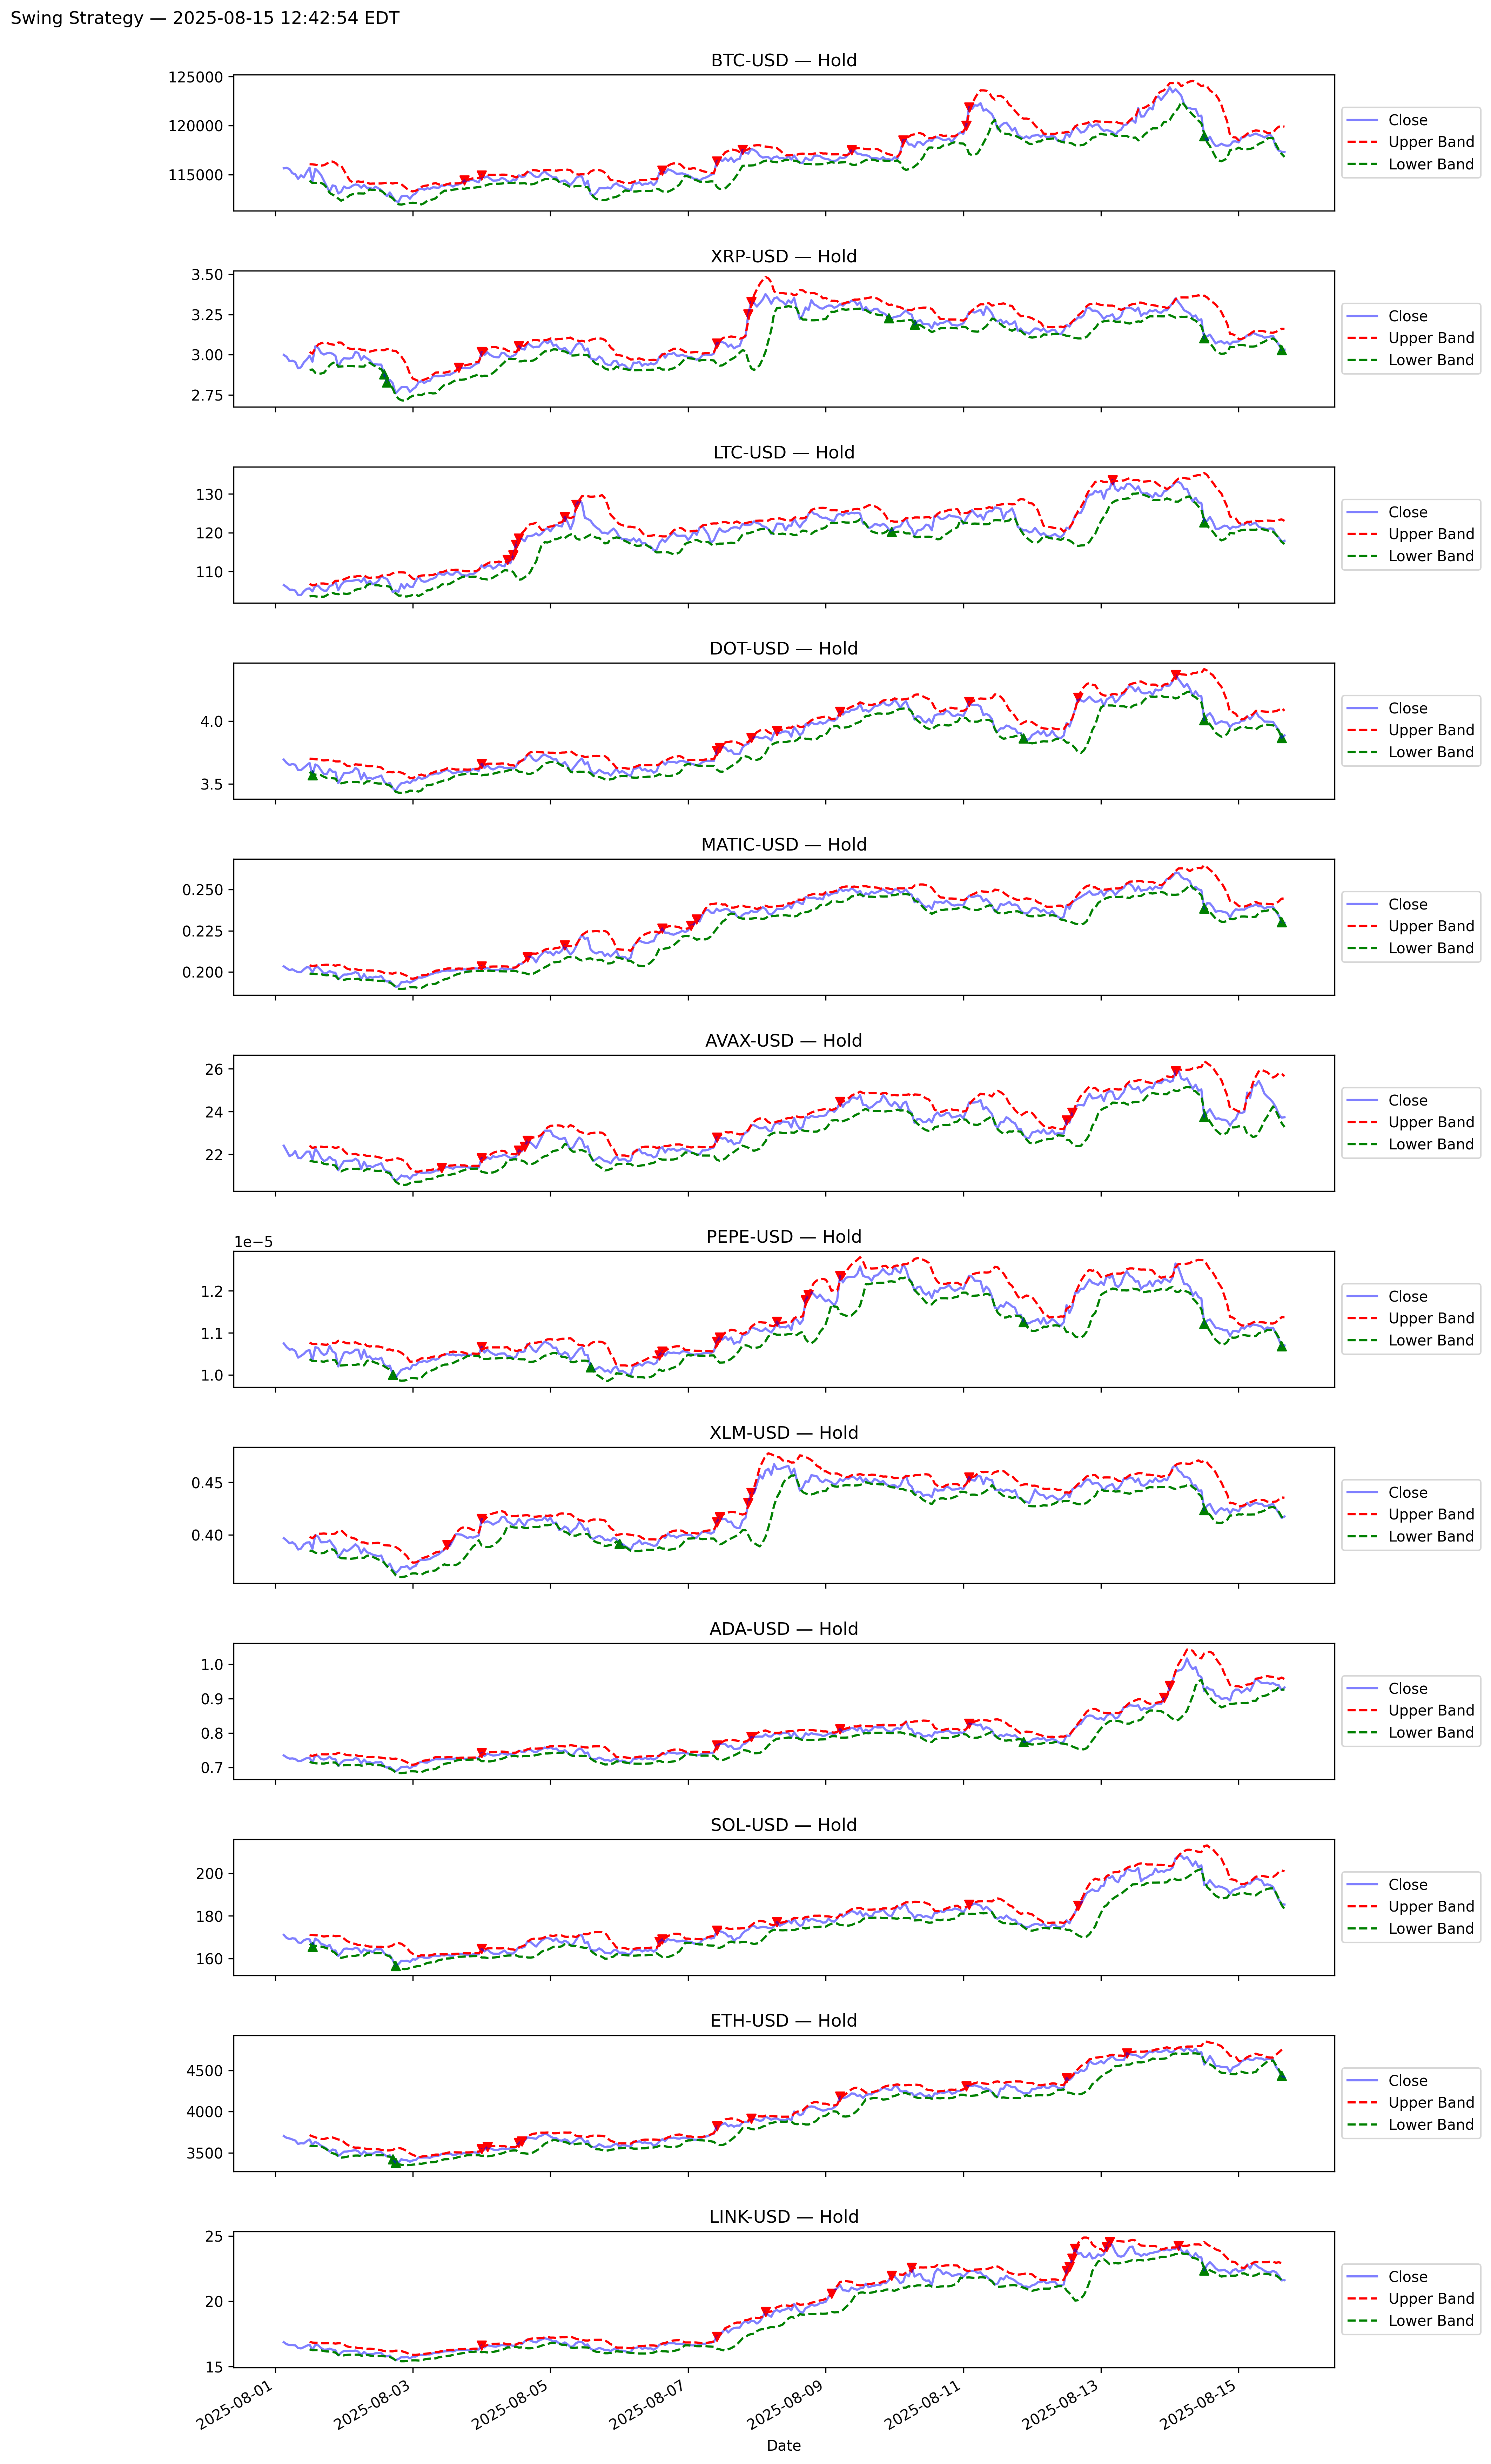 Swing Strategy — 2025-08-15 12:42:54 EDT
BTC-USD — Hold
125000
120000
115000
Close
Upper Band
Lower Band
XRP-USD — Hold
3.50
3.25
3.00
2.75
Close
Upper Band
Lower Band
LTC-USD — Hold
130
120
110
Close
Upper Band
Lower Band
DOT-USD — Hold
4.0
3.5
Close
Upper Band
Lower Band
MATIC-USD — Hold
0.250
0.225
0.200
Close
Upper Band
Lower Band
AVAX-USD — Hold
26
24
22
Close
Upper Band
Lower Band
PEPE-USD — Hold
1e−5
1.2
1.1
1.0
Close
Upper Band
Lower Band
XLM-USD — Hold
0.45
0.40
Close
Upper Band
Lower Band
ADA-USD — Hold
1.0
0.9
0.8
0.7
Close
Upper Band
Lower Band
SOL-USD — Hold
200
180
160
Close
Upper Band
Lower Band
ETH-USD — Hold
4500
4000
3500
Close
Upper Band
Lower Band
LINK-USD — Hold
25
20
15
Close
Upper Band
Lower Band
2025-08-01
2025-08-03
2025-08-05
2025-08-07
2025-08-09
2025-08-11
2025-08-13
2025-08-15
Date